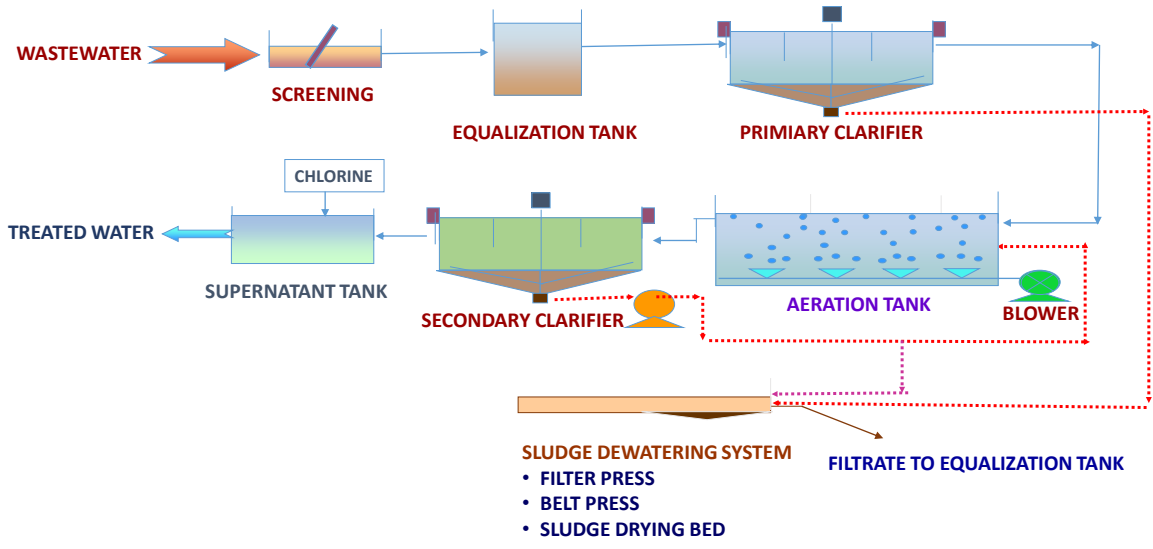 WASTEWATER
SCREENING
EQUALIZATION TANK
PRIMIARY CLARIFIER
CHLORINE
TREATED WATER
SUPERNATANT TANK
SECONDARY CLARIFIER
AERATION TANK
BLOWER
SLUDGE DEWATERING SYSTEM
• FILTER PRESS
• BELT PRESS
• SLUDGE DRYING BED
FILTRATE TO EQUALIZATION TANK